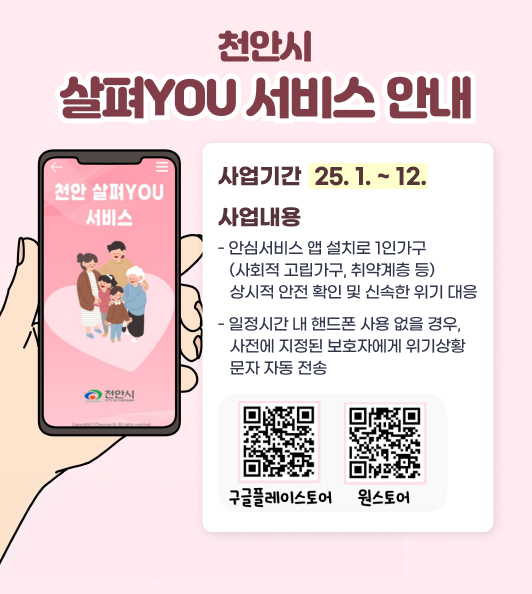 천안시
살펴YOU 서비스 안내
천안 살펴YOU
서비스
천안시
사업기간 25. 1. ~ 12.
사업내용
- 안심서비스 앱 설치로 1인가구
(사회적 고립가구, 취약계층 등)
상시적 안전 확인 및 신속한 위기 대응
- 일정시간 내 핸드폰 사용 없을 경우,
사전에 지정된 보호자에게 위기상황
문자 자동 전송
구글플레이스토어 원스토어